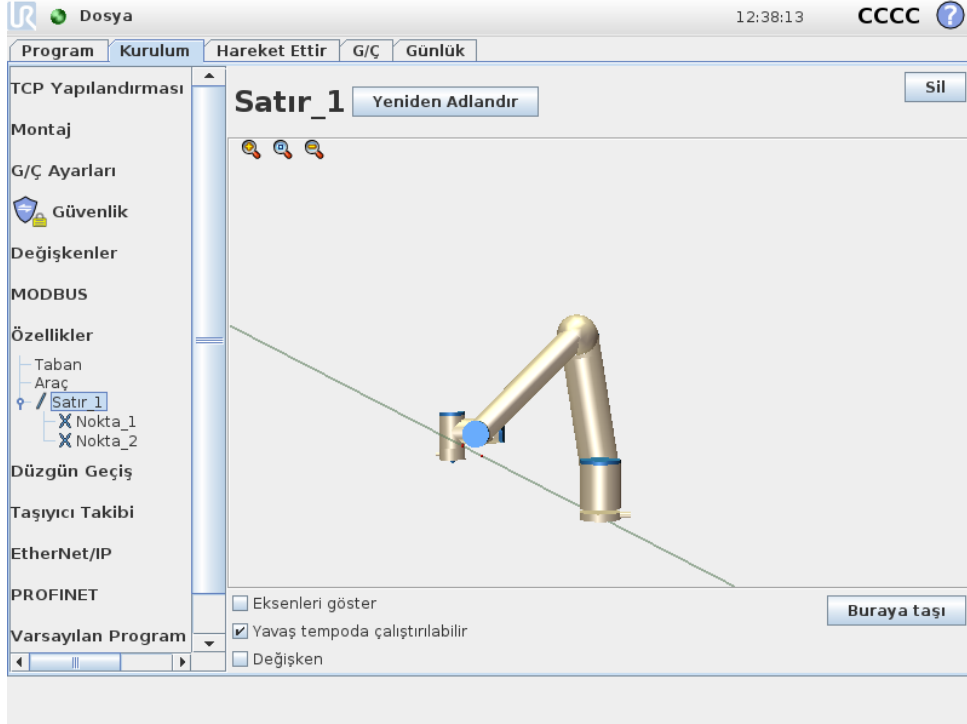 UR Dosya 12:38:13 CCCC ?
Program Kurulum Hareket Ettir G/Ç Günlük
TCP Yapılandırması
Montaj
G/Ç Ayarları
Güvenlik
Değişkenler
MODBUS
Özellikler
Taban
Araç
Satır_1
Nokta_1
Nokta_2
Düzgün Geçiş
Taşıyıcı Takibi
EtherNet/IP
PROFINET
Varsayılan Program
Satır_1 Yeniden Adlandır Sil
Eksenleri göster
Yavaş tempoda çalıştırılabilir
Değişken
Buraya taşı